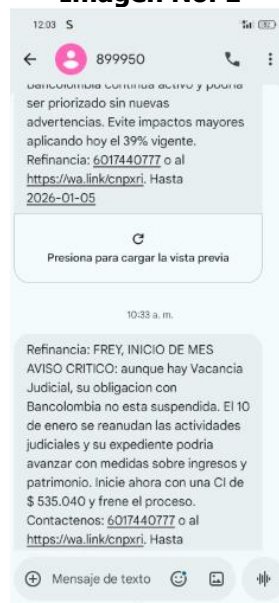 Imagen No. 2
12:03 S
899950
Bancolombia continua activo y podria
ser priorizado sin nuevas
advertencias. Evite impactos mayores
aplicando hoy el 39% vigente.
Refinancia: 6017440777 o al
https://wa.link/cnpxri. Hasta
2026-01-05
Presiona para cargar la vista previa
10:33 a. m.
Refinancia: FREY, INICIO DE MES
AVISO CRITICO: aunque hay Vacancia
Judicial, su obligacion con
Bancolombia no esta suspendida. El 10
de enero se reanudan las actividades
judiciales y su expediente podria
avanzar con medidas sobre ingresos y
patrimonio. Inicie ahora con una CI de
$ 535.040 y frene el proceso.
Contactenos: 6017440777 o al
https://wa.link/cnpxri. Hasta
Mensaje de texto